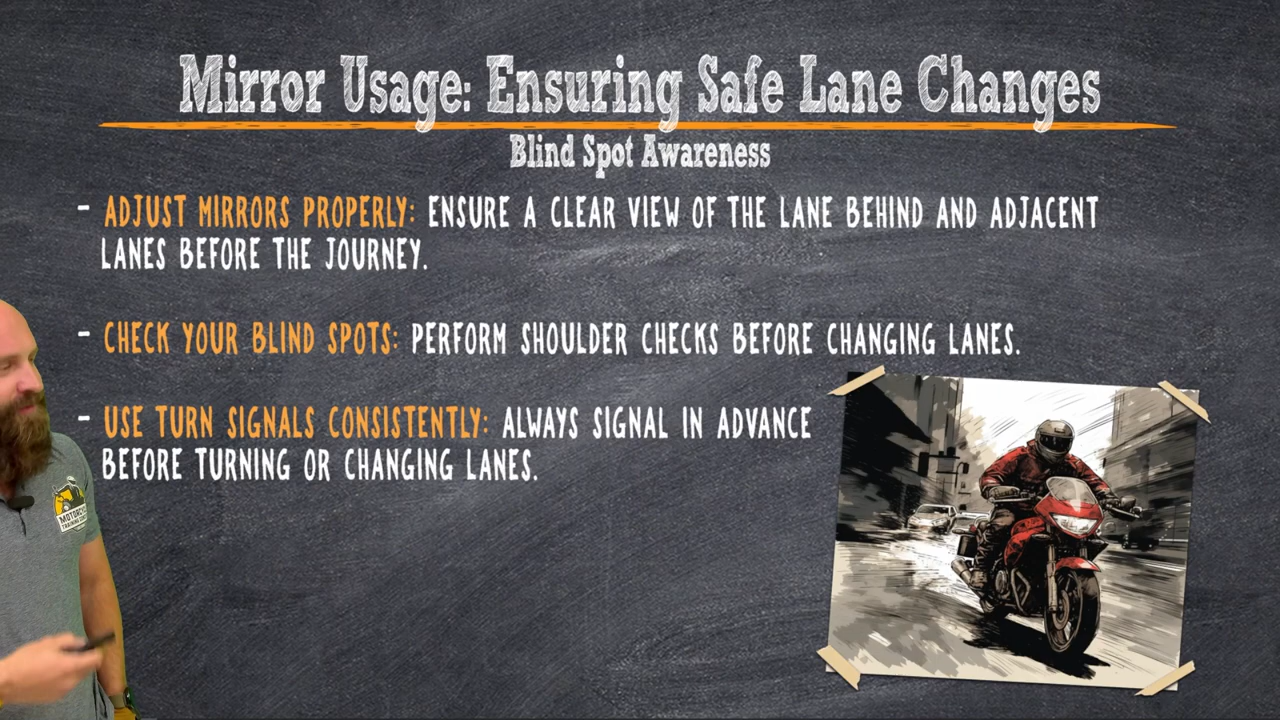 Mirror Usage: Ensuring Safe Lane Changes
Blind Spot Awareness
- ADJUST MIRRORS PROPERLY: ENSURE A CLEAR VIEW OF THE LANE BEHIND AND ADJACENT
LANES BEFORE THE JOURNEY.
- CHECK YOUR BLIND SPOTS: PERFORM SHOULDER CHECKS BEFORE CHANGING LANES.
- USE TURN SIGNALS CONSISTENTLY: ALWAYS SIGNAL IN ADVANCE
BEFORE TURNING OR CHANGING LANES.